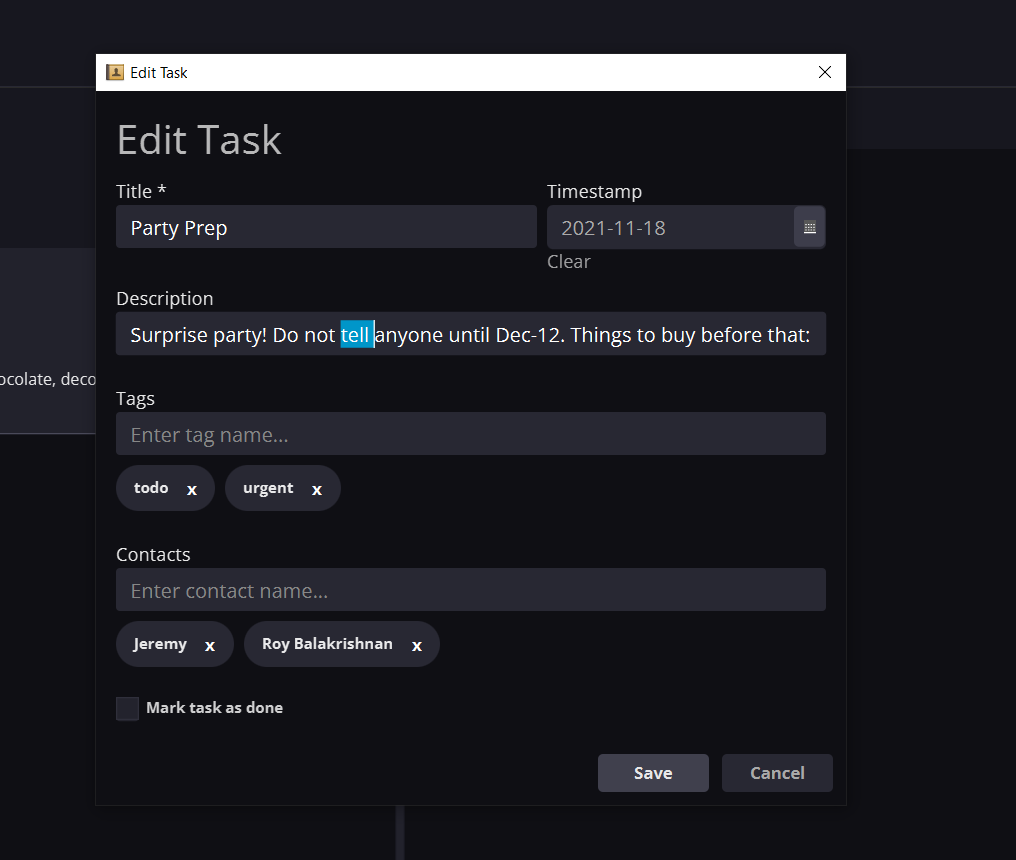 Edit Task
Edit Task
Title *
Timestamp
Party Prep
2021-11-18
Clear
Description
Surprise party! Do not tell anyone until Dec-12. Things to buy before that:
ocolate, deco
Tags
Enter tag name...
todo x urgent x
Contacts
Enter contact name...
Jeremy x Roy Balakrishnan x
Mark task as done
Save Cancel